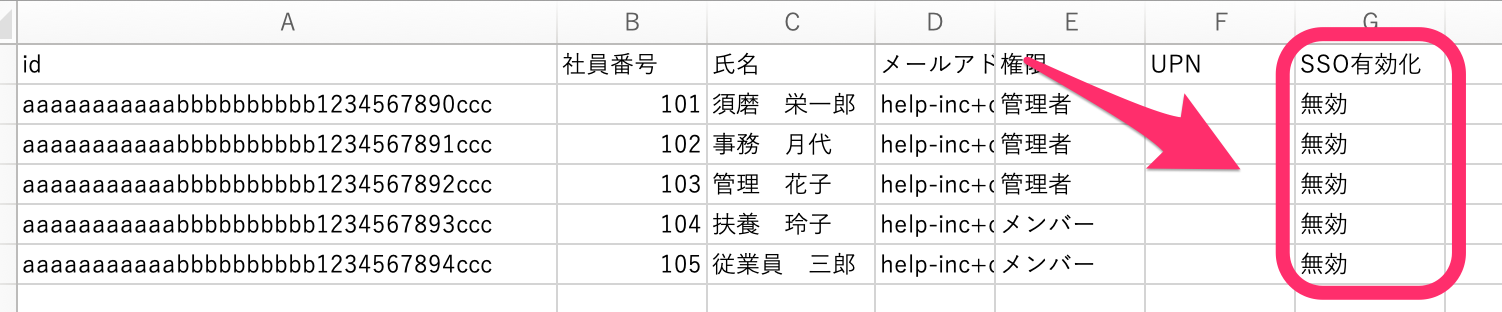 A B C D E F G
id 社員番号 氏名 メールアド 権限 UPN SSO有効化
aaaaaaaaaaabbbbbbbbbb1234567890ccc 101 須磨　栄一郎 help-inc+c 管理者 無効
aaaaaaaaaaabbbbbbbbbb1234567891ccc 102 事務　月代 help-inc+c 管理者 無効
aaaaaaaaaaabbbbbbbbbb1234567892ccc 103 管理　花子 help-inc+c 管理者 無効
aaaaaaaaaaabbbbbbbbbb1234567893ccc 104 扶養　玲子 help-inc+c メンバー 無効
aaaaaaaaaaabbbbbbbbbb1234567894ccc 105 従業員　三郎 help-inc+c メンバー 無効